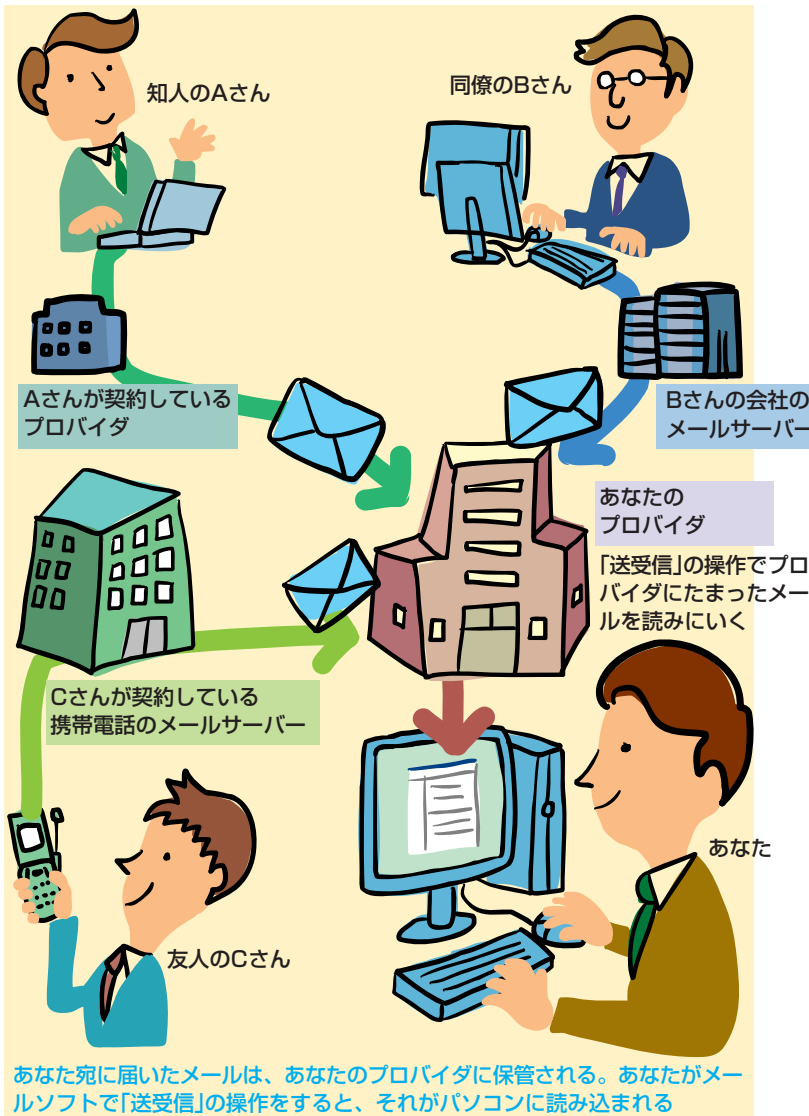 知人のAさん
同僚のBさん
Aさんが契約している
プロバイダ
Bさんの会社の
メールサーバー
あなたの
プロバイダ
「送受信」の操作でプロ
バイダにたまったメー
ルを読みにいく
Cさんが契約している
携帯電話のメールサーバー
あなた
友人のCさん
あなた宛に届いたメールは、あなたのプロバイダに保管される。あなたがメー
ルソフトで「送受信」の操作をすると、それがパソコンに読み込まれる